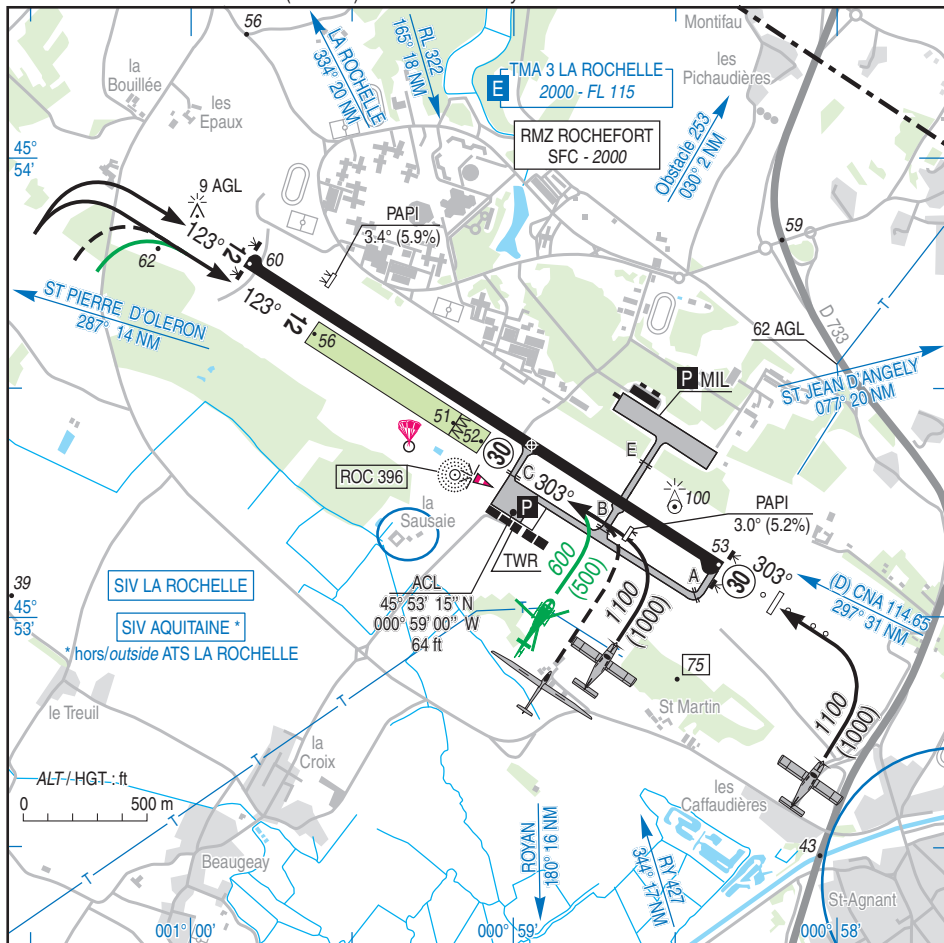 56
Montifau
la
Bouillée
les
Epaux
LA ROCHELLE
334° 20 NM
RL 322
165° 18 NM
E
TMA 3 LA ROCHELLE
2000 - FL 115
les
Pichaudières
RMZ ROCHEFORT
SFC - 2000
Obstacle 253
030° 2 NM
45°
54'
9 AGL
PAPI
3.4° (5.9%)
123°
12
60
62
59
123°
12
ST PIERRE D'OLERON
287° 14 NM
56
62 AGL
D 733
P MIL
ST JEAN D'ANGELY
077° 20 NM
51
52
30
E
ROC 396
C
303°
100
la
Sausaie
P
B
PAPI
3.0° (5.2%)
TWR
53
A
30
303°
39
45°
53'
SIV LA ROCHELLE
ACL
45° 53' 15" N
000° 59' 00" W
64 ft
T
600
(500)
1100
(1000)
(D) CNA 114.65
297° 31 NM
SIV AQUITAINE *
* hors/outside ATS LA ROCHELLE
75
St Martin
le Treuil
1100
(1000)
la
Croix
ALT / HGT : ft
0 500 m
les
Caffaudières
T
ROYAN
180° 16 NM
RY 427
344° 17 NM
43
Beaugeay
T
St-Agnant
001° 00'
000° 59'
000° 58'